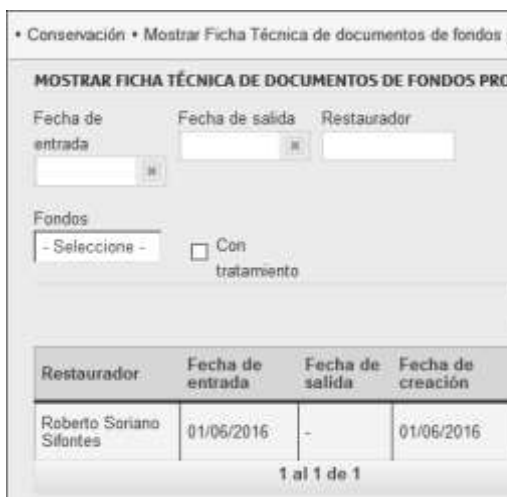 • Conservación • Mostrar Ficha Técnica de documentos de fondos
MOSTRAR FICHA TÉCNICA DE DOCUMENTOS DE FONDOS PRO
Fecha de entrada
Fecha de salida
Restaurador
Fondos
- Seleccione -
Con tratamiento
Restaurador Fecha de entrada Fecha de salida Fecha de creación
Roberto Soriano Sifontes 01/06/2016 - 01/06/2016
1 al 1 de 1